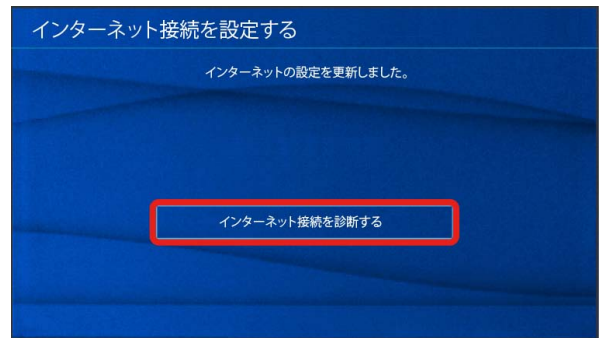 インターネット接続を設定する
インターネットの設定を更新しました。
インターネット接続を診断する